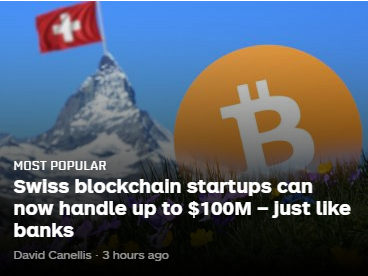 MOST POPULAR
Swiss blockchain startups can
now handle up to $100M – just like
banks
David Canellis · 3 hours ago